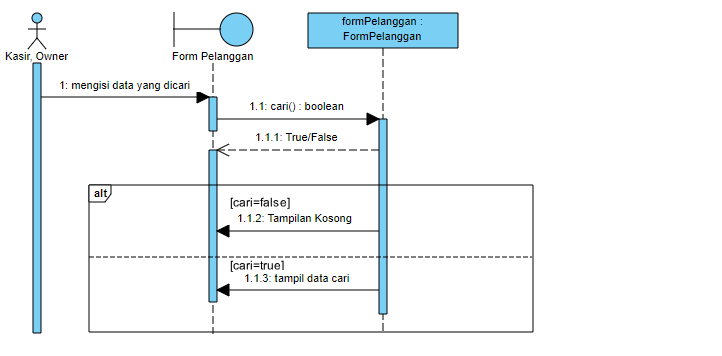 formPelanggan :
FormPelanggan
Kasir, Owner
Form Pelanggan
1: mengisi data yang dicari
1.1: cari() : boolean
1.1.1: True/False
alt
[cari=false]
1.1.2: Tampilan Kosong
[cari=true]
1.1.3: tampil data cari